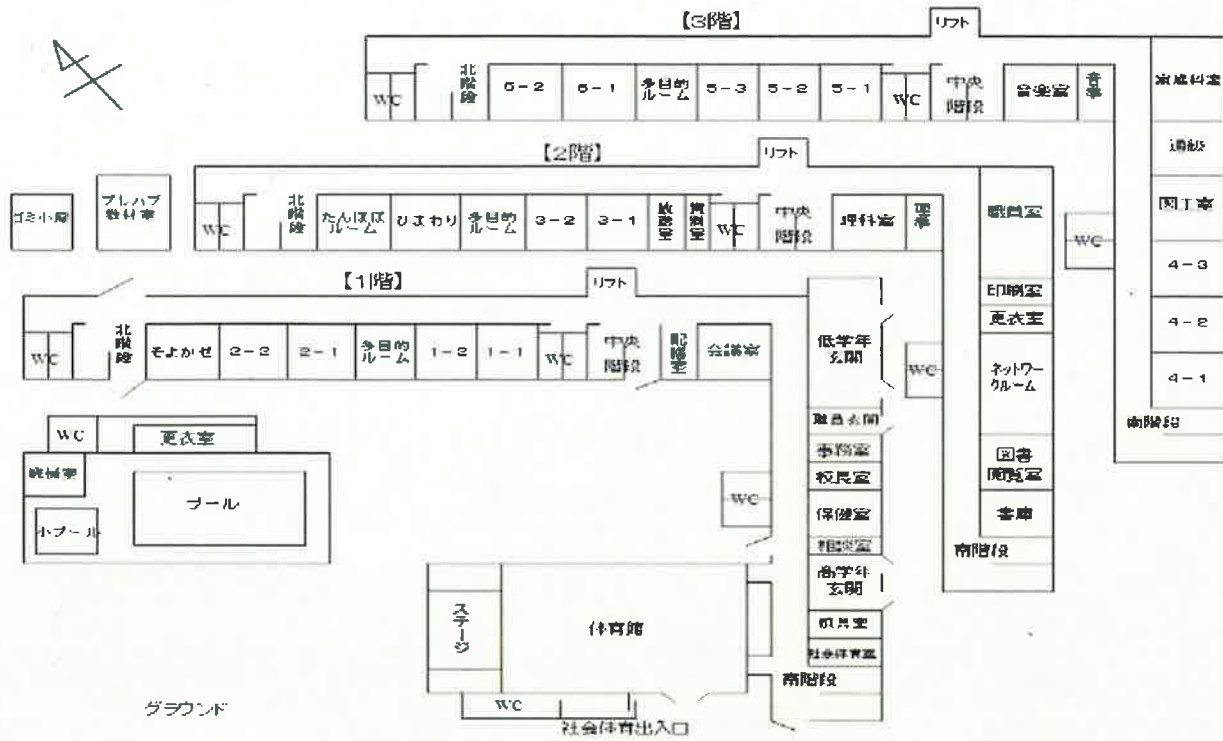 【3階】
リフト
WC
北
階
段
6-2
6-1
多目的
ルーム
5-3
5-2
5-1
WC
中央
階段
音楽室
音
準
家庭科室
通級
図工室
4-3
4-2
4-1
WC
南階段
【2階】
リフト
ゴミ小屋
プレハブ
教材室
WC
北
階
段
たんぽぽ
ルーム
ひまわり
多目的
ルーム
3-2
3-1
放送室
資料室
WC
中央
階段
理科室
理
準
職員室
印刷室
更衣室
ネットワー
クルーム
図書
閲覧室
書庫
WC
南階段
【1階】
リフト
WC
北
階
段
そよかぜ
2-2
2-1
多目的
ルーム
1-2
1-1
WC
中央
階段
配膳室
会議室
低学年
玄関
職員玄関
事務室
校長室
保健室
相談室
高学年
玄関
教具室
社会体育室
南階段
WC
WC
更衣室
機械室
プール
小プール
ステージ
体育館
WC
社会体育出入口
グラウンド